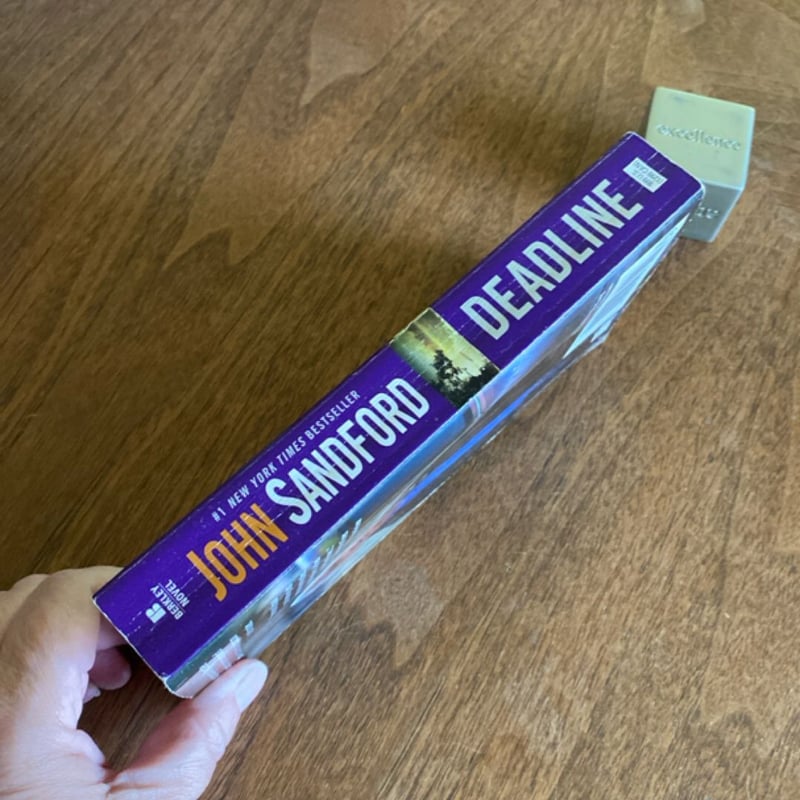 #1 NEW YORK TIMES BESTSELLER
JOHN SANDFORD
DEADLINE
BERKLEY
NOVEL
excellence